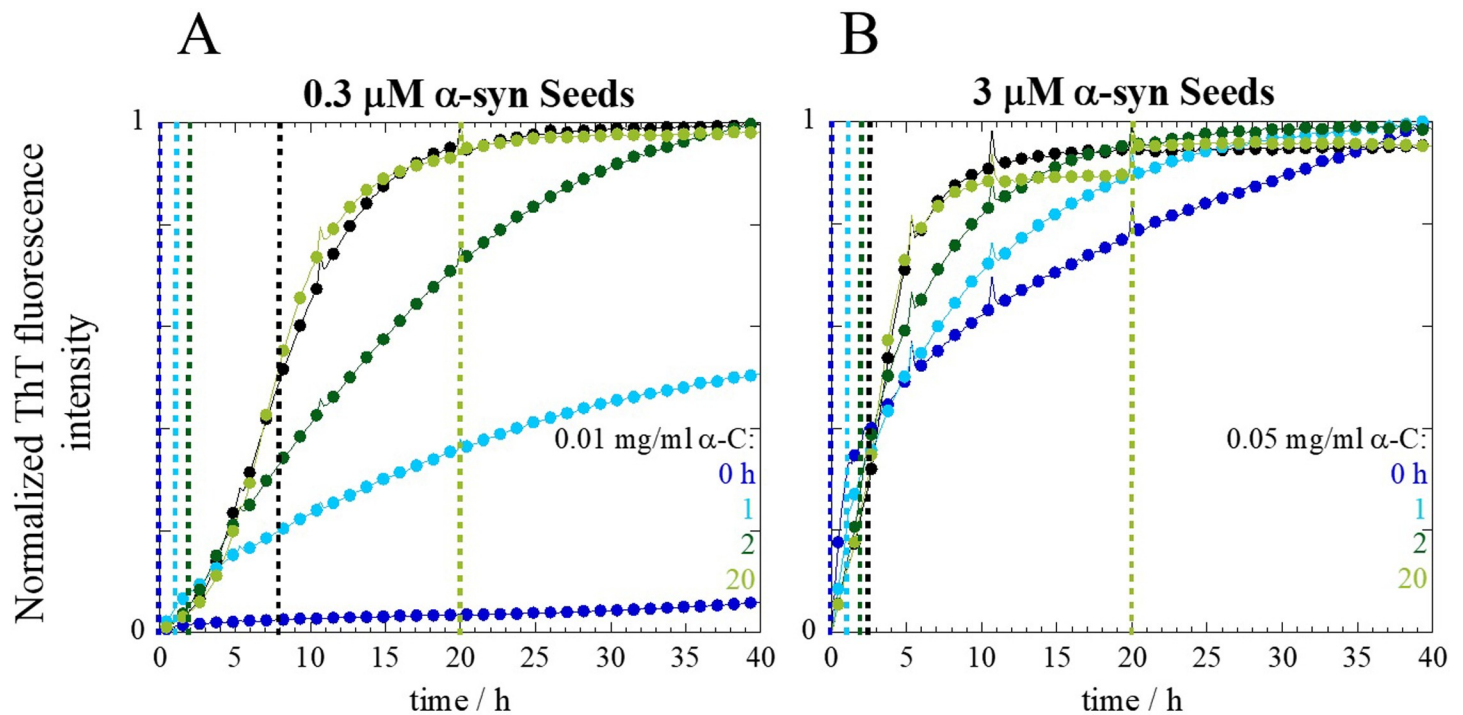 A
B
0.3 μM α-syn Seeds
3 μM α-syn Seeds
Normalized ThT fluorescence
intensity
1
0
0.01 mg/ml α-C:
0 h
1
2
20
0 5 10 15 20 25 30 35 40
time / h
1
0
0.05 mg/ml α-C:
0 h
1
2
20
0 5 10 15 20 25 30 35 40
time / h